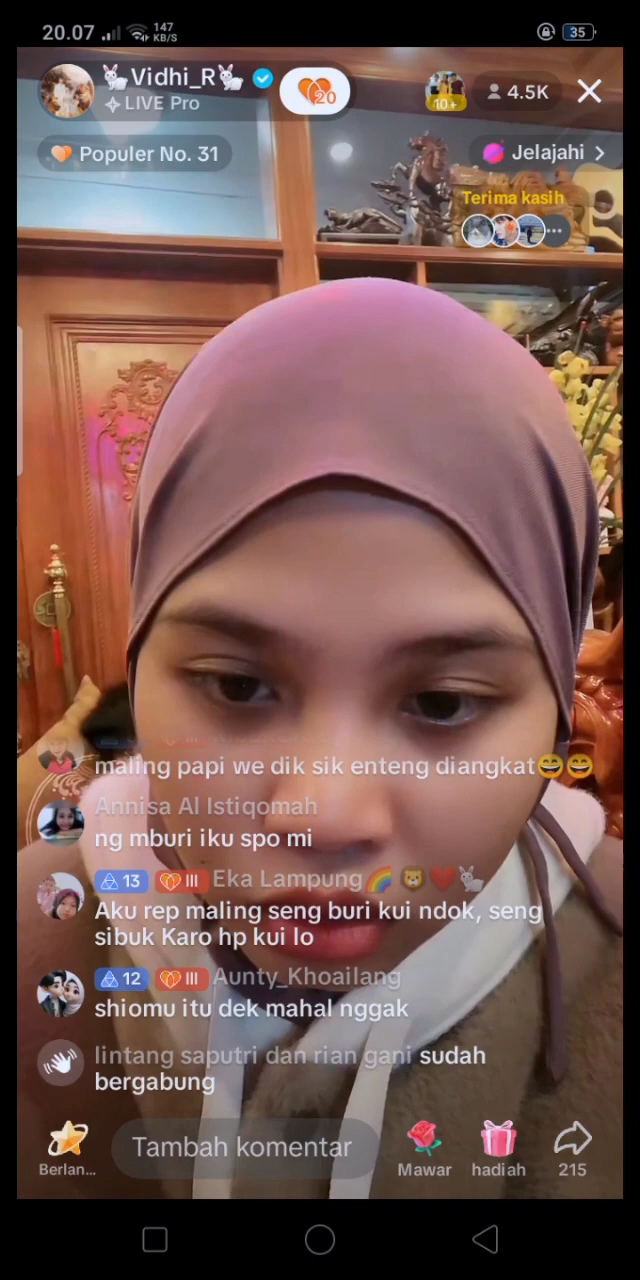 20.07
147
KB/S
35
🐇Vidhi_R🐇
LIVE Pro
20
10+
4.5K
Populer No. 31
Jelajahi
Terima kasih
maling papi we dik sik enteng diangkat😄😄
Annisa Al Istiqomah
ng mburi iku spo mi
13 III Eka Lampung🌈🦁❤️🐇
Aku rep maling seng buri kui ndok, seng
sibuk Karo hp kui lo
12 III Aunty_Khoailang
shiomu itu dek mahal nggak
lintang saputri dan rian gani sudah
bergabung
Berlan...
Tambah komentar
Mawar
hadiah
215